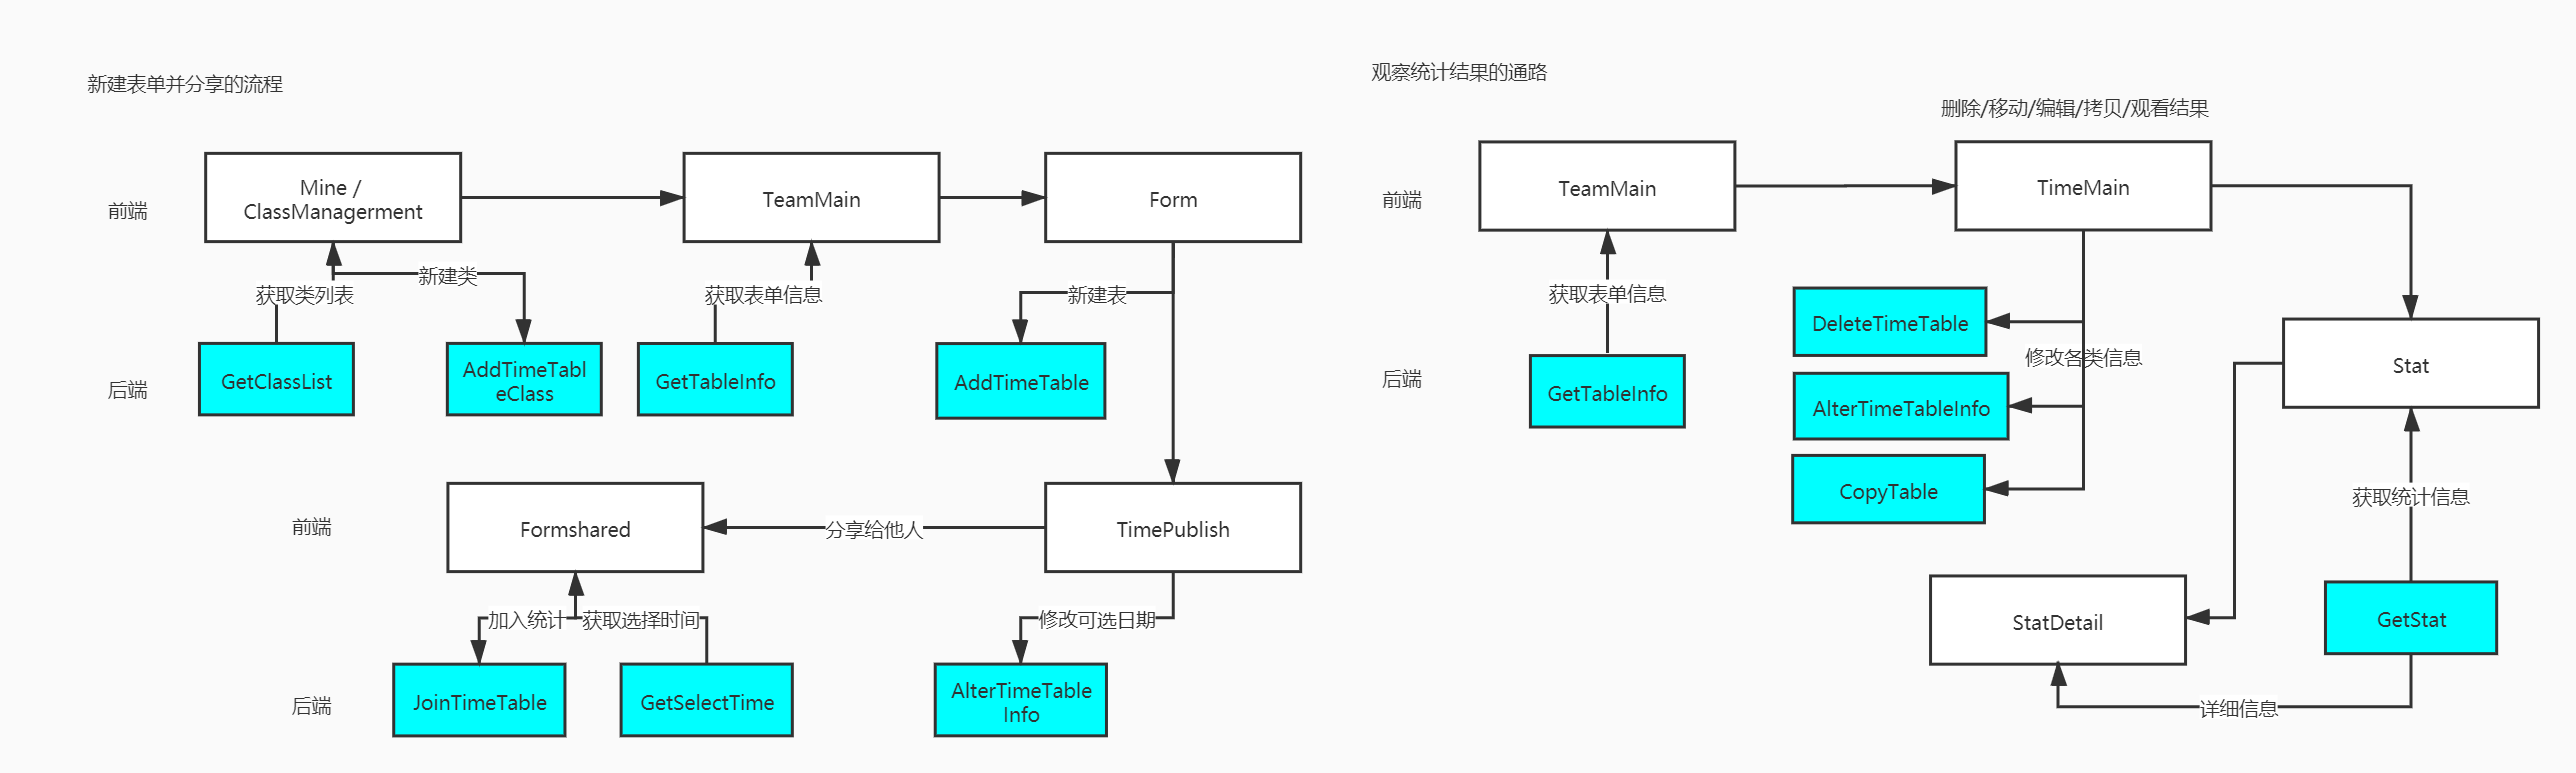 新建表单并分享的流程
前端
Mine /
ClassManagerment
TeamMain
Form
获取类列表
新建类
获取表单信息
新建表
后端
GetClassList
AddTimeTabl
eClass
GetTableInfo
AddTimeTable
前端
Formshared
分享给他人
TimePublish
加入统计
获取选择时间
修改可选日期
后端
JoinTimeTable
GetSelectTime
AlterTimeTable
Info
观察统计结果的通路
删除/移动/编辑/拷贝/观看结果
前端
TeamMain
TimeMain
获取表单信息
后端
GetTableInfo
DeleteTimeTable
修改各类信息
AlterTimeTableInfo
CopyTable
Stat
获取统计信息
StatDetail
GetStat
详细信息